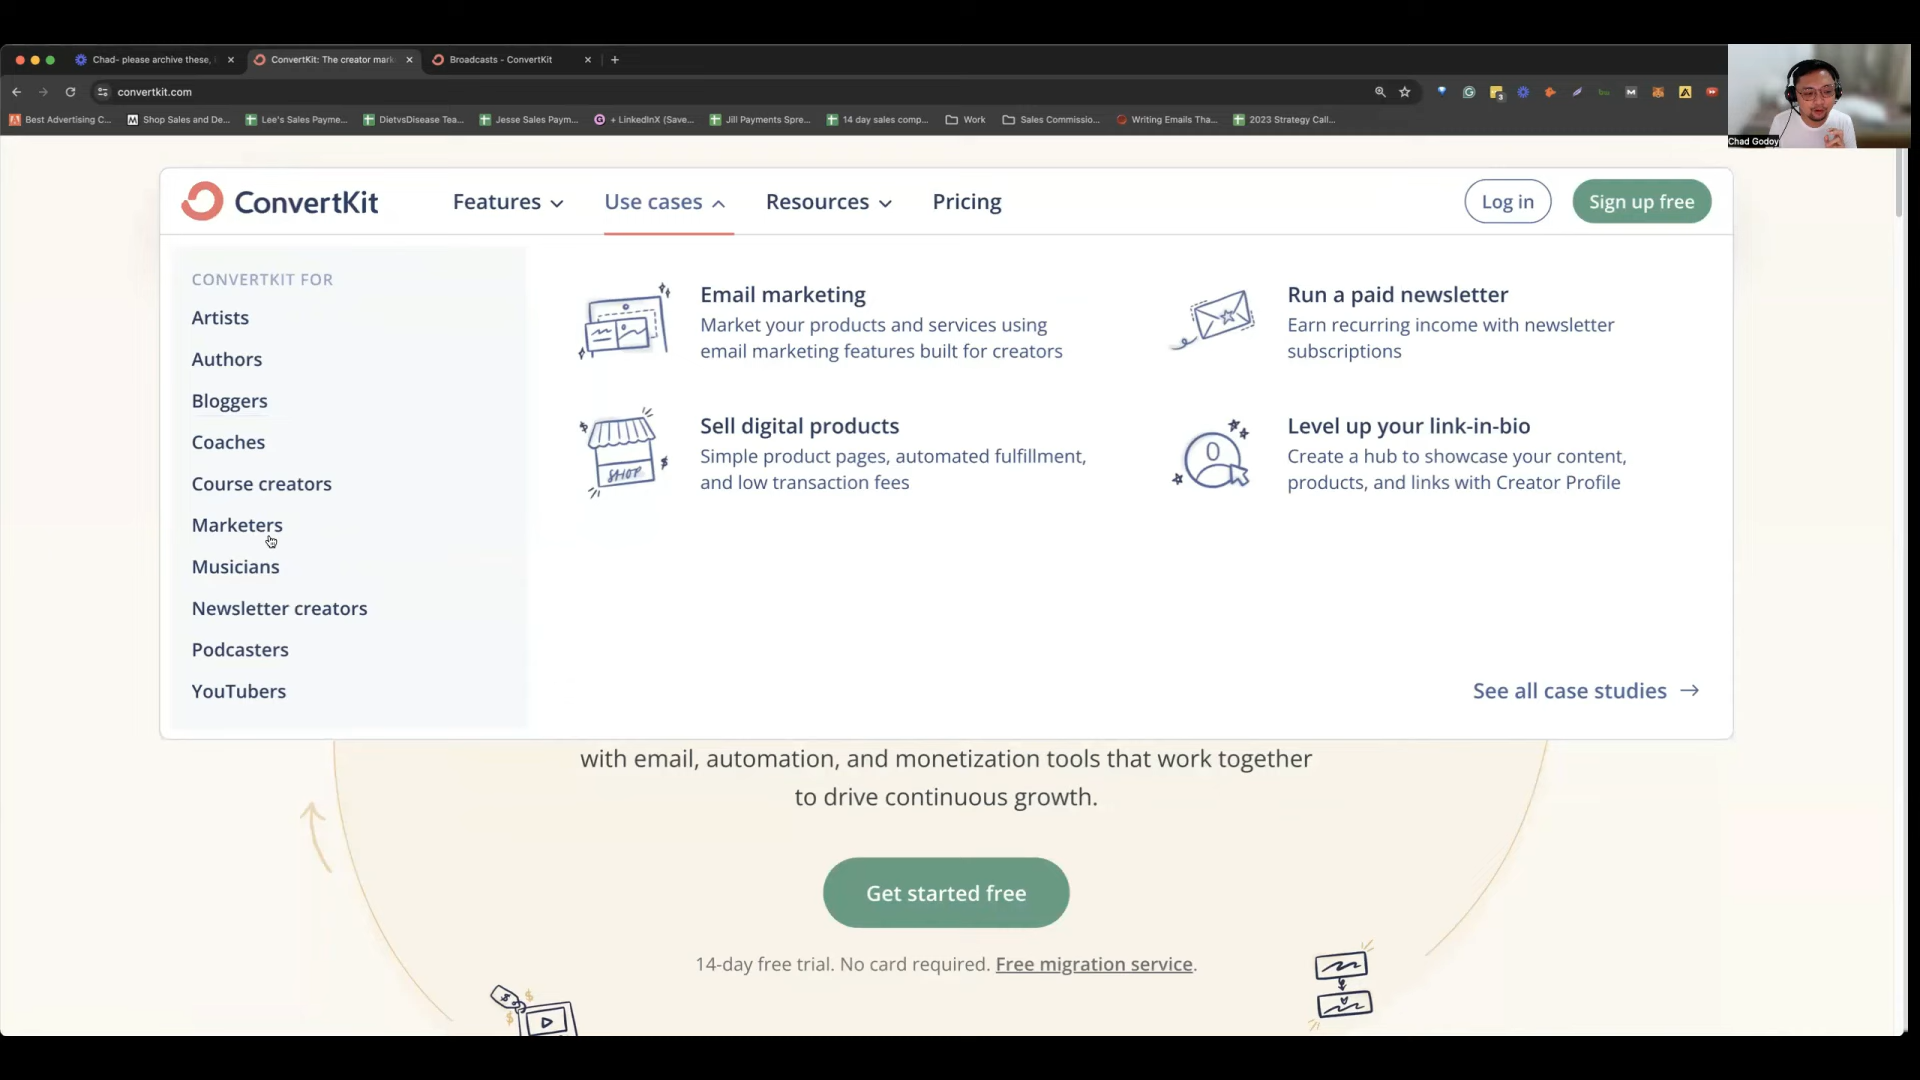 Chad- please archive these,
ConvertKit: The creator mark
Broadcasts - ConvertKit
convertkit.com
Best Advertising C...
Shop Sales and De...
Lee's Sales Payme...
DietvsDisease Tea...
Jesse Sales Paym...
+ LinkedInX (Save...
Jill Payments Spre...
14 day sales comp...
Work
Sales Commissio...
Writing Emails Tha...
2023 Strategy Call...
Chad Godoy
ConvertKit
Features
Use cases
Resources
Pricing
Log in
Sign up free
CONVERTKIT FOR
Artists
Authors
Bloggers
Coaches
Course creators
Marketers
Musicians
Newsletter creators
Podcasters
YouTubers
Email marketing
Market your products and services using
email marketing features built for creators
Run a paid newsletter
Earn recurring income with newsletter
subscriptions
SHOP
Sell digital products
Simple product pages, automated fulfillment,
and low transaction fees
Level up your link-in-bio
Create a hub to showcase your content,
products, and links with Creator Profile
See all case studies
with email, automation, and monetization tools that work together
to drive continuous growth.
Get started free
14-day free trial. No card required. Free migration service.